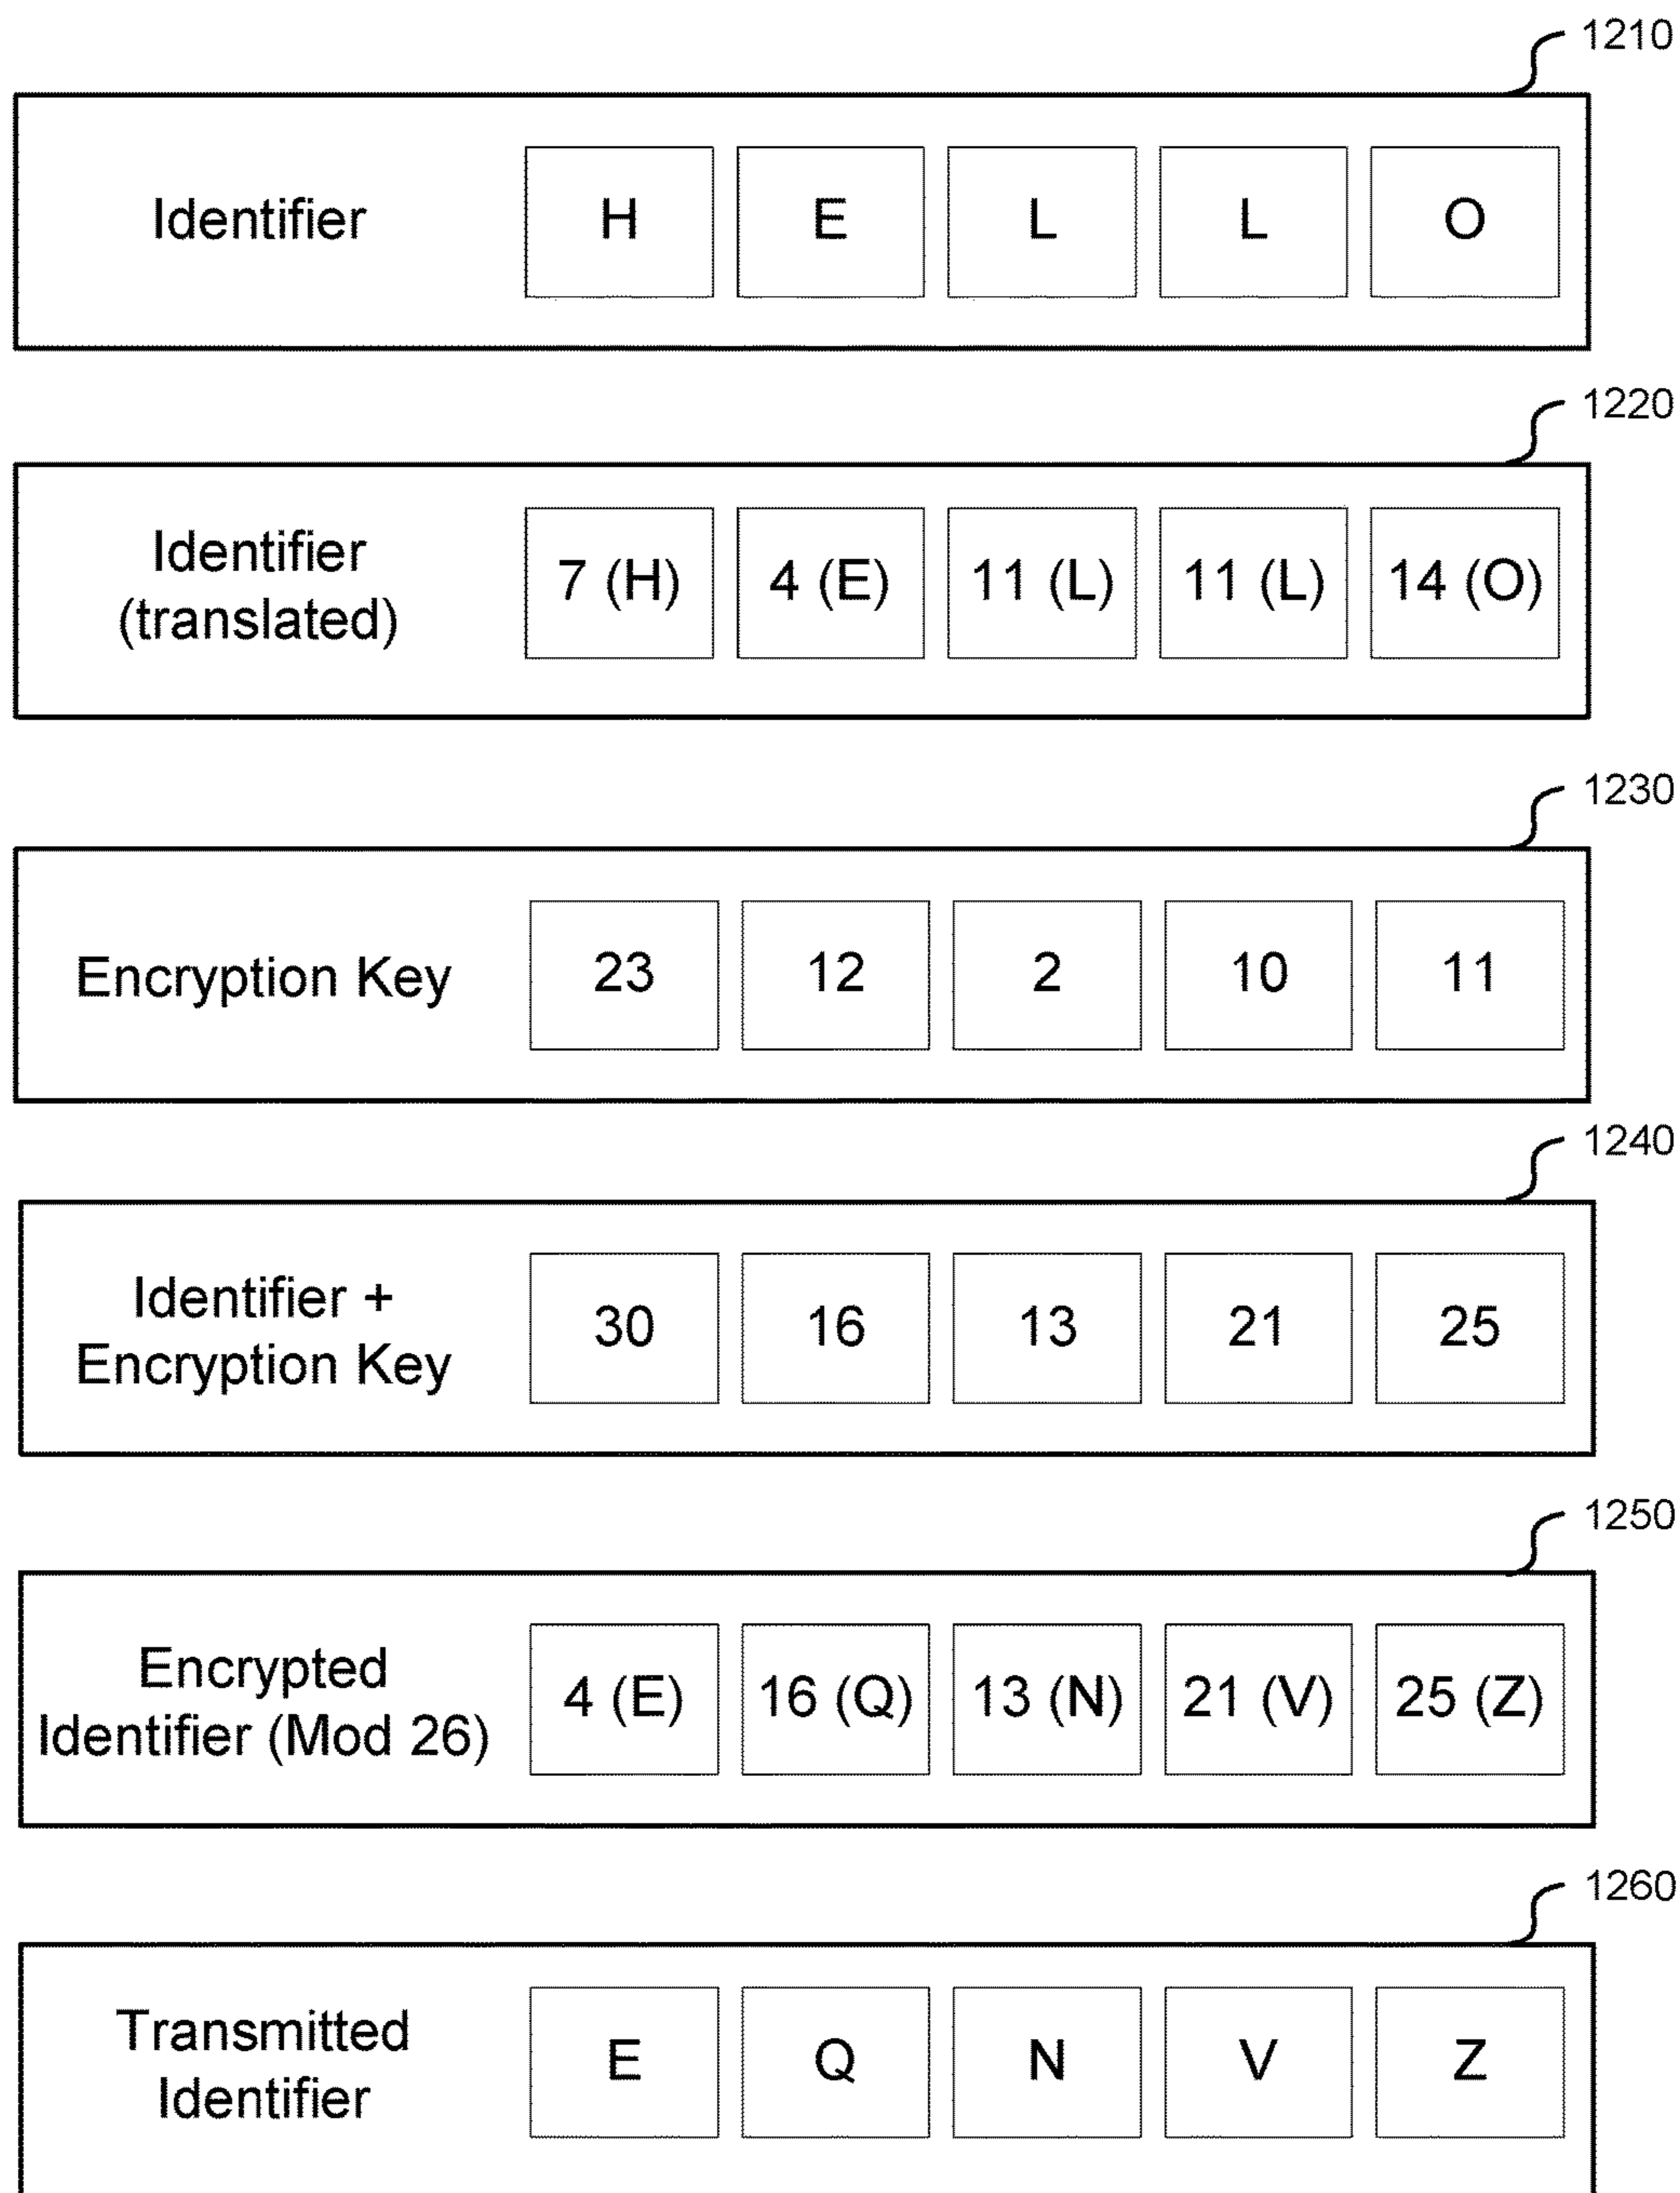 1210
Identifier H E L L O
1220
Identifier
(translated) 7 (H) 4 (E) 11 (L) 11 (L) 14 (O)
1230
Encryption Key 23 12 2 10 11
1240
Identifier +
Encryption Key 30 16 13 21 25
1250
Encrypted
Identifier (Mod 26) 4 (E) 16 (Q) 13 (N) 21 (V) 25 (Z)
1260
Transmitted
Identifier E Q N V Z